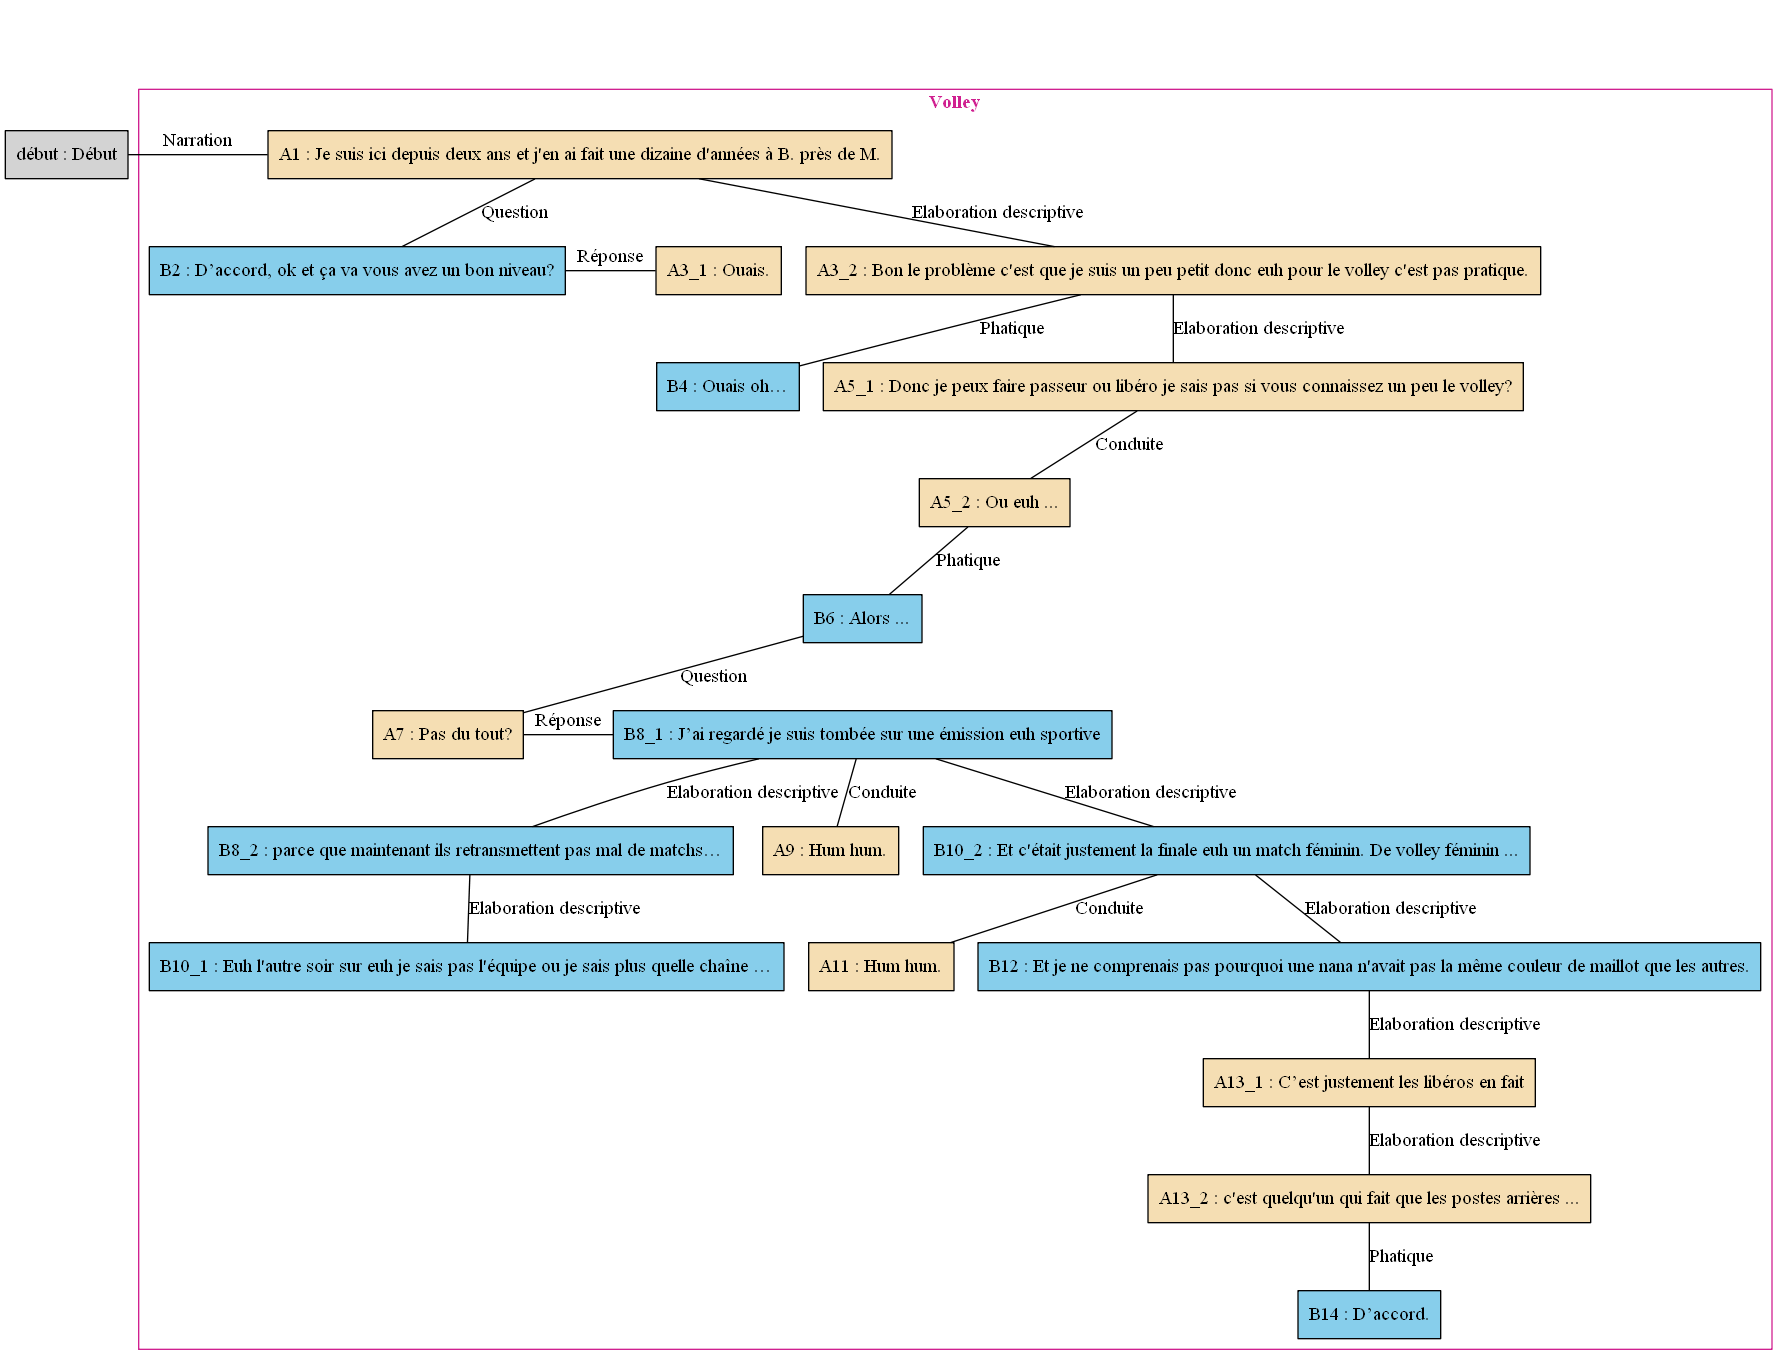 Volley
début : Début
Narration
A1 : Je suis ici depuis deux ans et j'en ai fait une dizaine d'années à B. près de M.
Question
Elaboration descriptive
B2 : D’accord, ok et ça va vous avez un bon niveau?
Réponse
A3_1 : Ouais.
A3_2 : Bon le problème c'est que je suis un peu petit donc euh pour le volley c'est pas pratique.
Phatique
Elaboration descriptive
B4 : Ouais oh…
A5_1 : Donc je peux faire passeur ou libéro je sais pas si vous connaissez un peu le volley?
Conduite
A5_2 : Ou euh ...
Phatique
B6 : Alors ...
Question
A7 : Pas du tout?
Réponse
B8_1 : J’ai regardé je suis tombée sur une émission euh sportive
Elaboration descriptive
Conduite
Elaboration descriptive
B8_2 : parce que maintenant ils retransmettent pas mal de matchs…
A9 : Hum hum.
B10_2 : Et c'était justement la finale euh un match féminin. De volley féminin ...
Elaboration descriptive
Conduite
Elaboration descriptive
B10_1 : Euh l'autre soir sur euh je sais pas l'équipe ou je sais plus quelle chaîne …
A11 : Hum hum.
B12 : Et je ne comprenais pas pourquoi une nana n'avait pas la même couleur de maillot que les autres.
Elaboration descriptive
A13_1 : C’est justement les libéros en fait
Elaboration descriptive
A13_2 : c'est quelqu'un qui fait que les postes arrières ...
Phatique
B14 : D’accord.